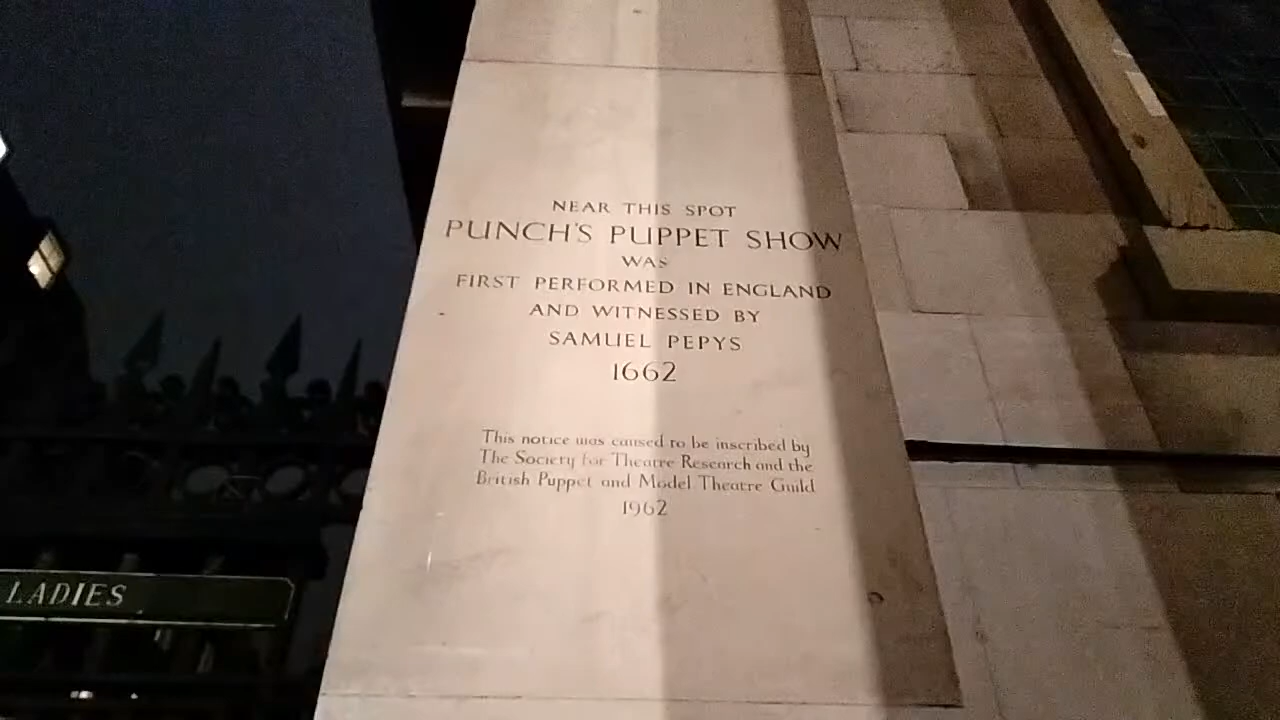 NEAR THIS SPOT
PUNCH'S PUPPET SHOW
WAS
FIRST PERFORMED IN ENGLAND
AND WITNESSED BY
SAMUEL PEPYS
1662
This notice was caused to be inscribed by
The Society for Theatre Research and the
British Puppet and Model Theatre Guild
1962
LADIES